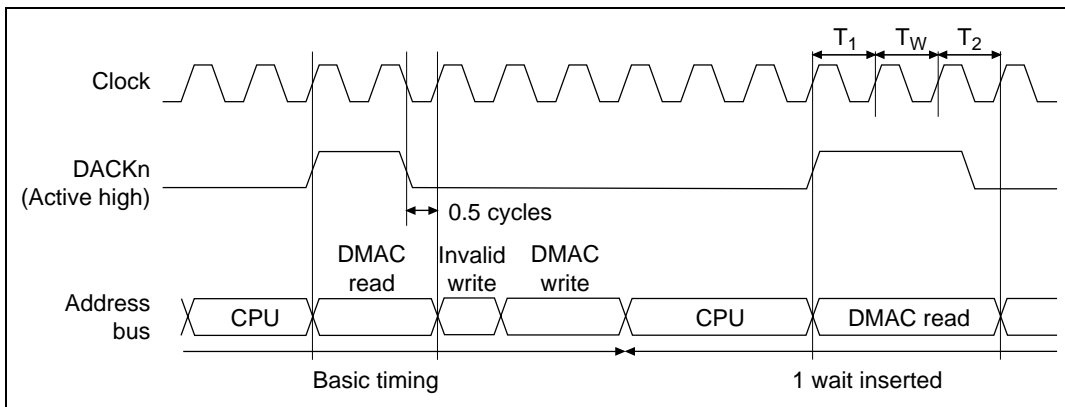 T1 TW T2
Clock
DACKn
(Active high)
0.5 cycles
DMAC read
Invalid write
DMAC write
Address bus
CPU
CPU
DMAC read
Basic timing
1 wait inserted